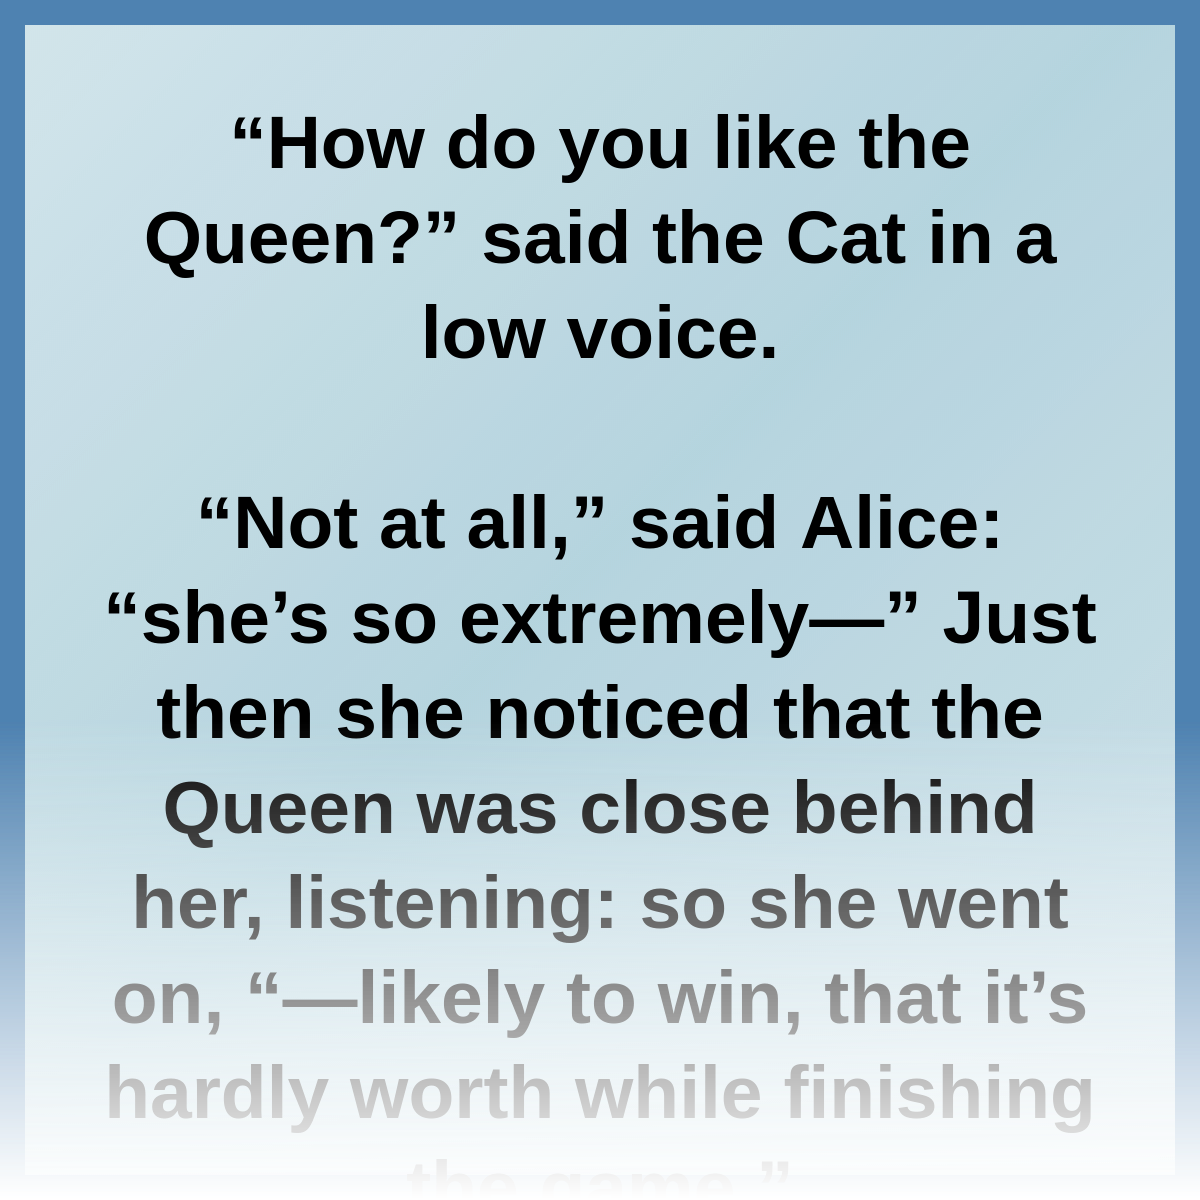 “How do you like the
Queen?” said the Cat in a
low voice.
“Not at all,” said Alice:
“she’s so extremely—” Just
then she noticed that the
Queen was close behind
her, listening: so she went
on, “—likely to win, that it’s
hardly worth while finishing
the game.”